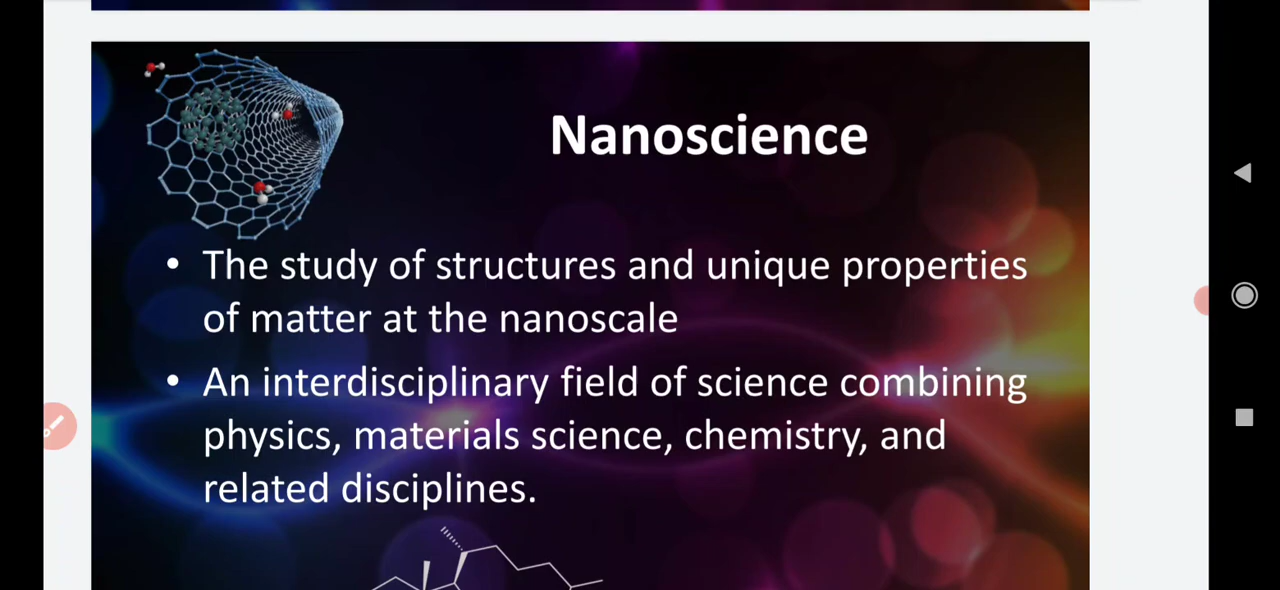 Nanoscience
• The study of structures and unique properties
of matter at the nanoscale
• An interdisciplinary field of science combining
physics, materials science, chemistry, and
related disciplines.